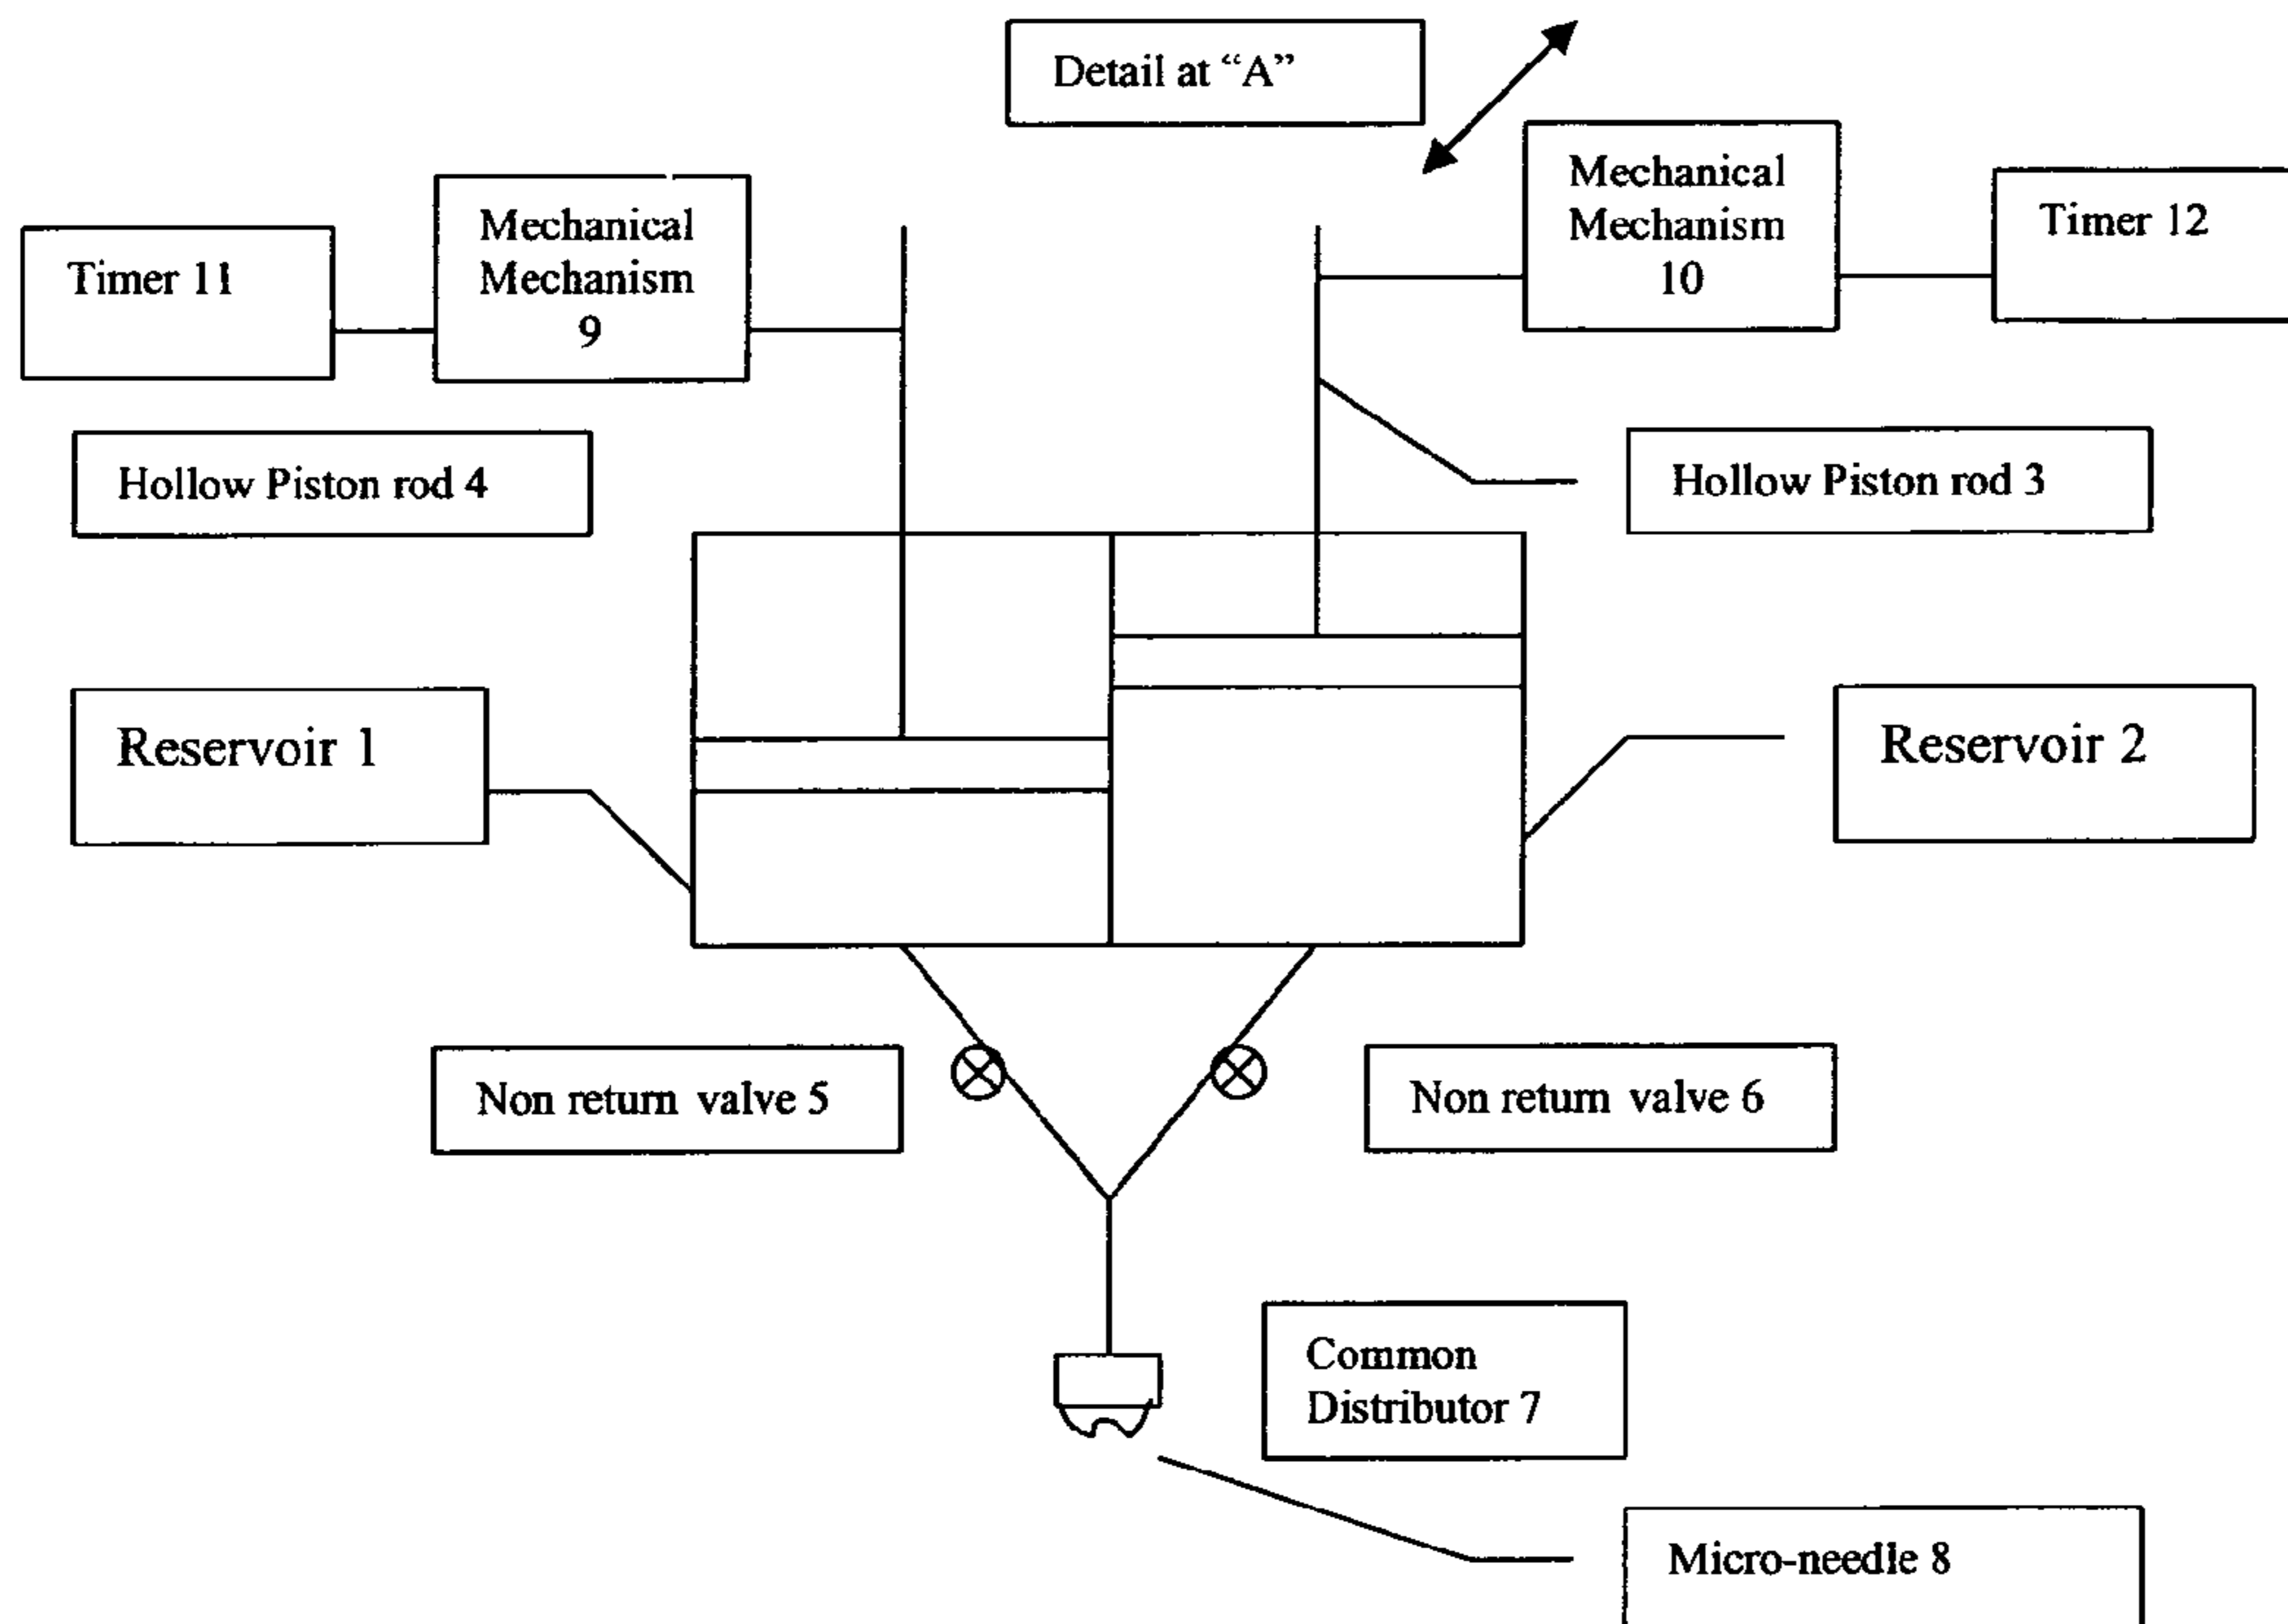 Detail at “A”
Mechanical
Mechanism
10
Timer 12
Mechanical
Mechanism
9
Timer 11
Hollow Piston rod 4
Hollow Piston rod 3
Reservoir 1
Reservoir 2
Non return valve 5
Non return valve 6
Common
Distributor 7
Micro-needle 8